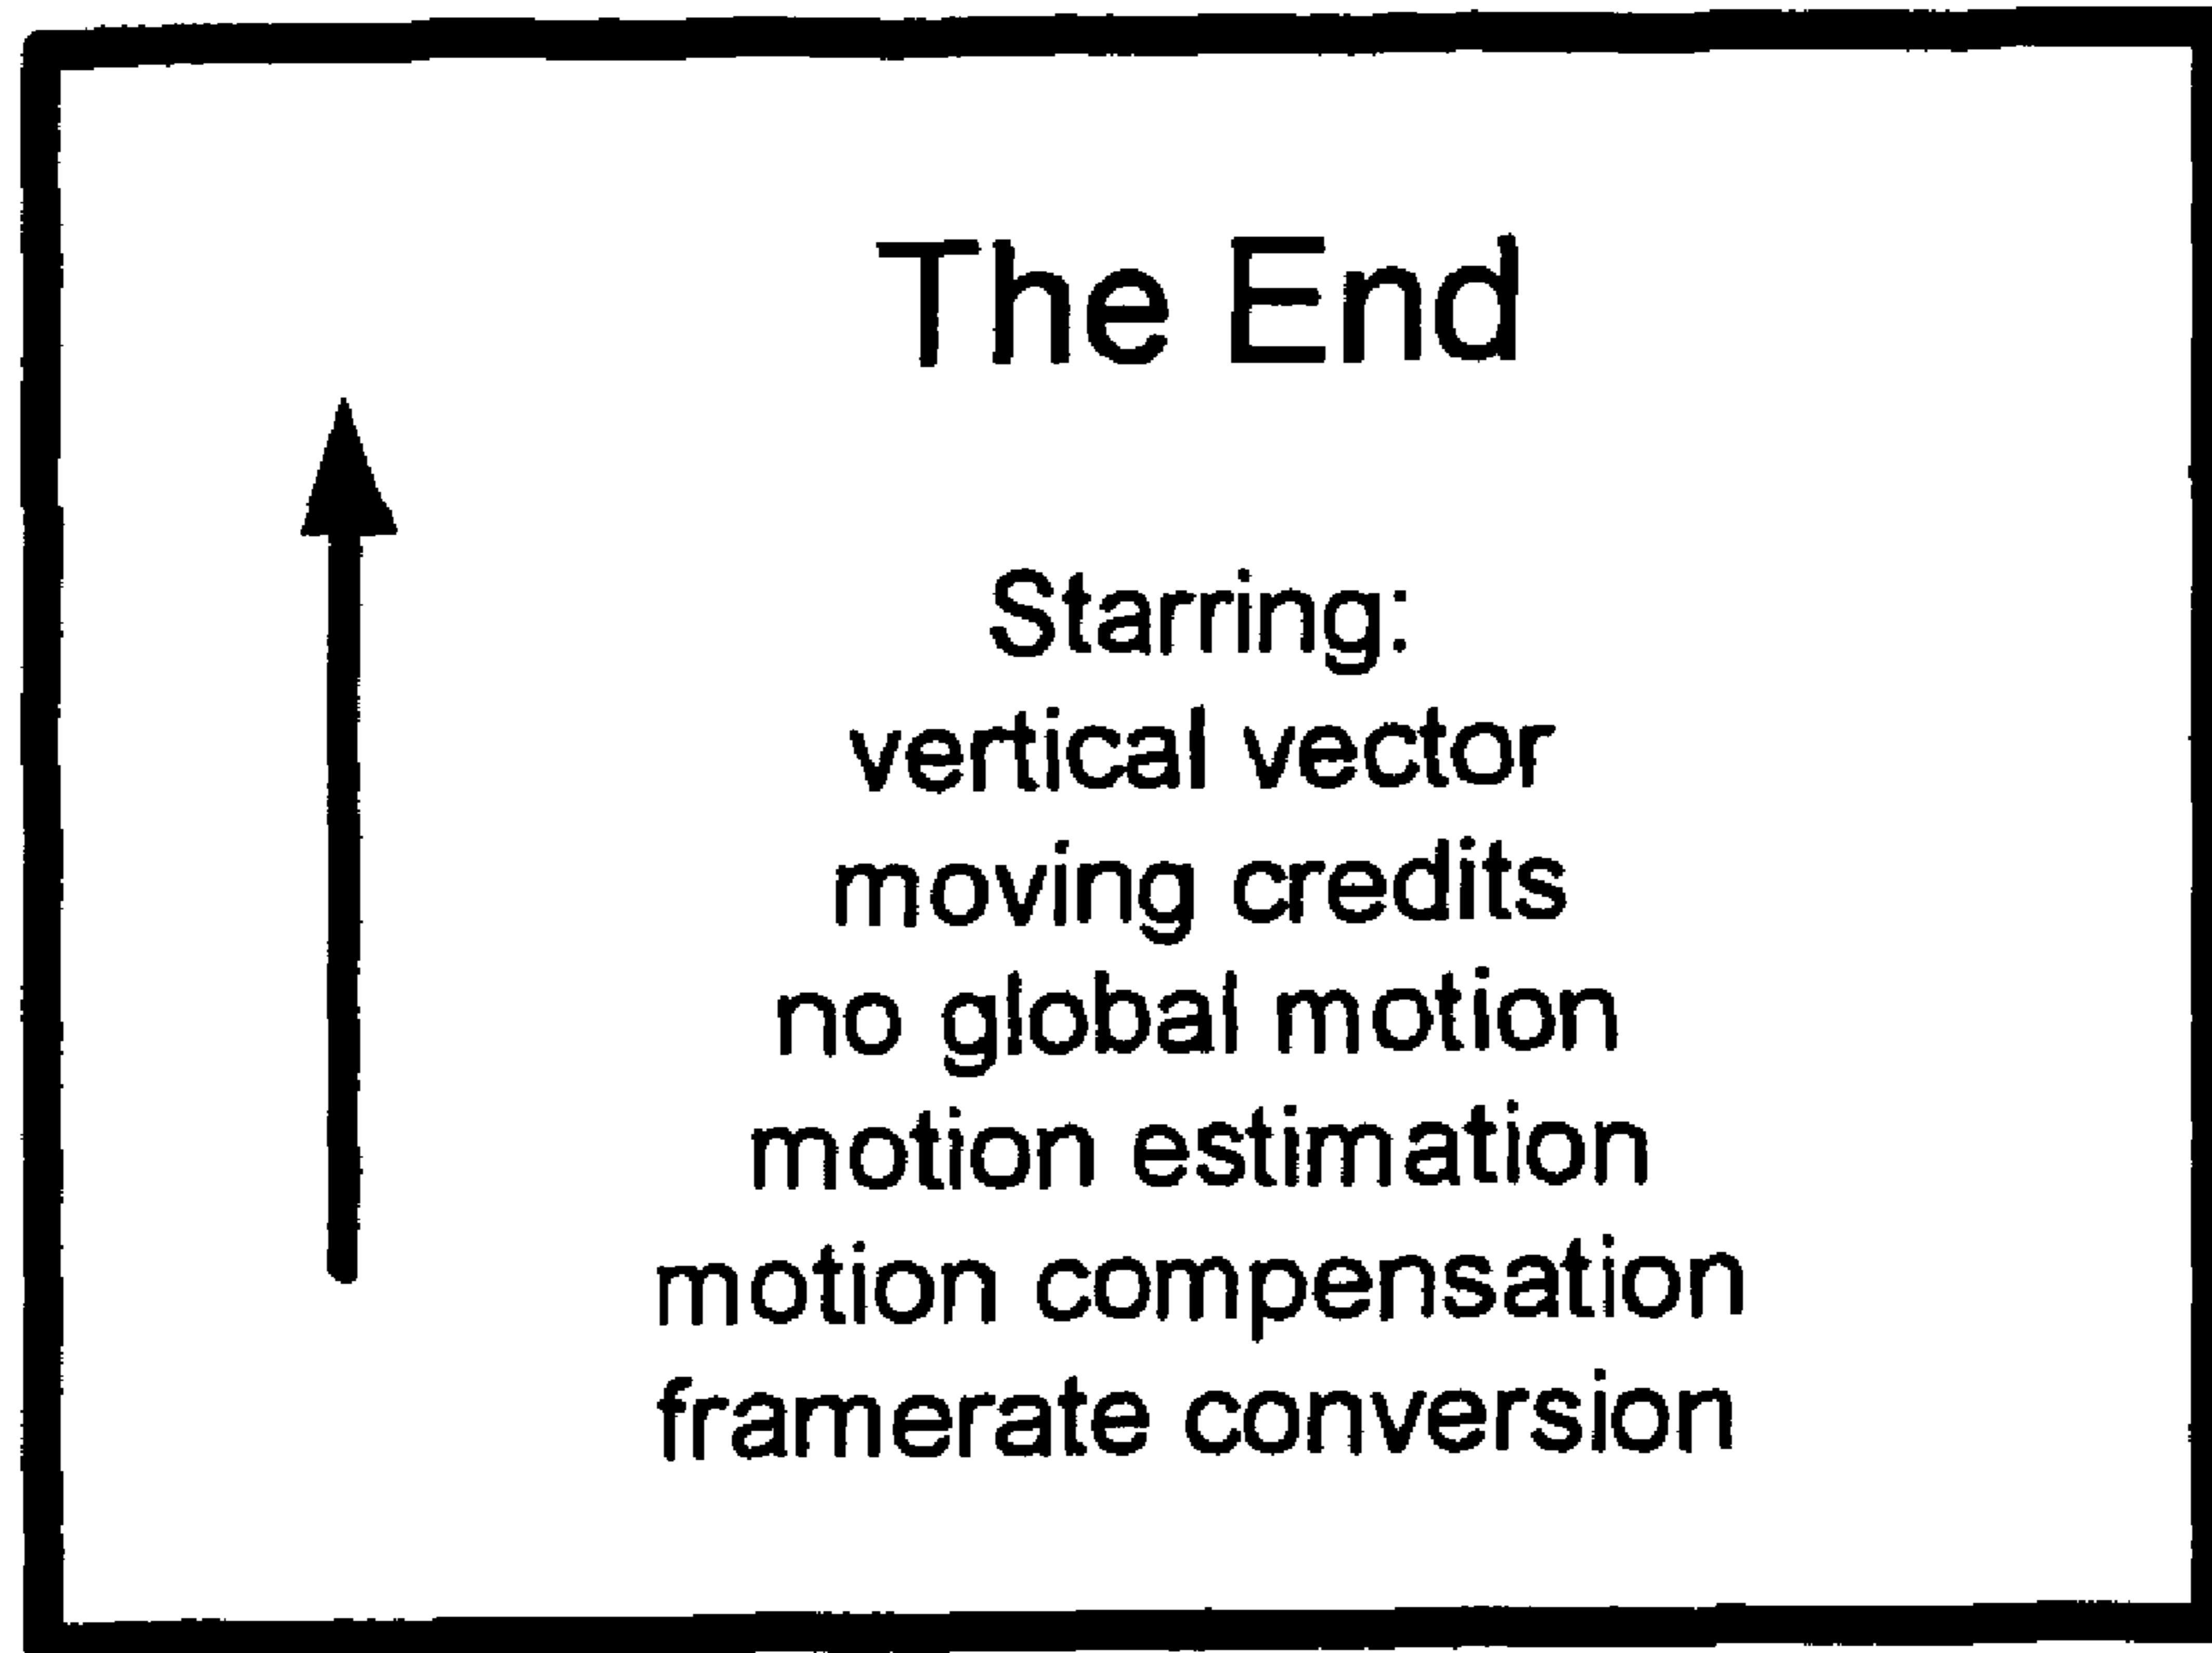 The End
Starring:
vertical vector
moving credits
no global motion
motion estimation
motion compensation
framerate conversion